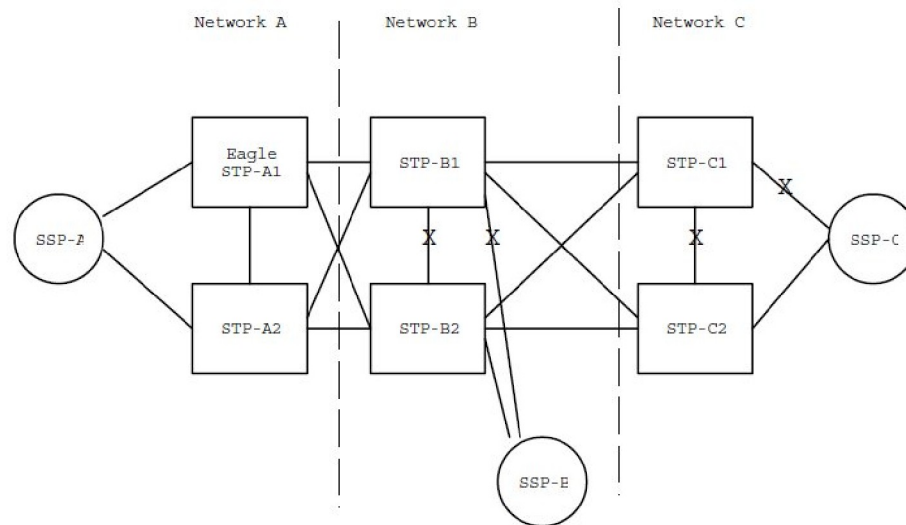 Network A
Network B
Network C
Eagle
STP-A1
STP-B1
STP-C1
X
SSP-A
X
X
X
SSP-C
STP-A2
STP-B2
STP-C2
SSP-B